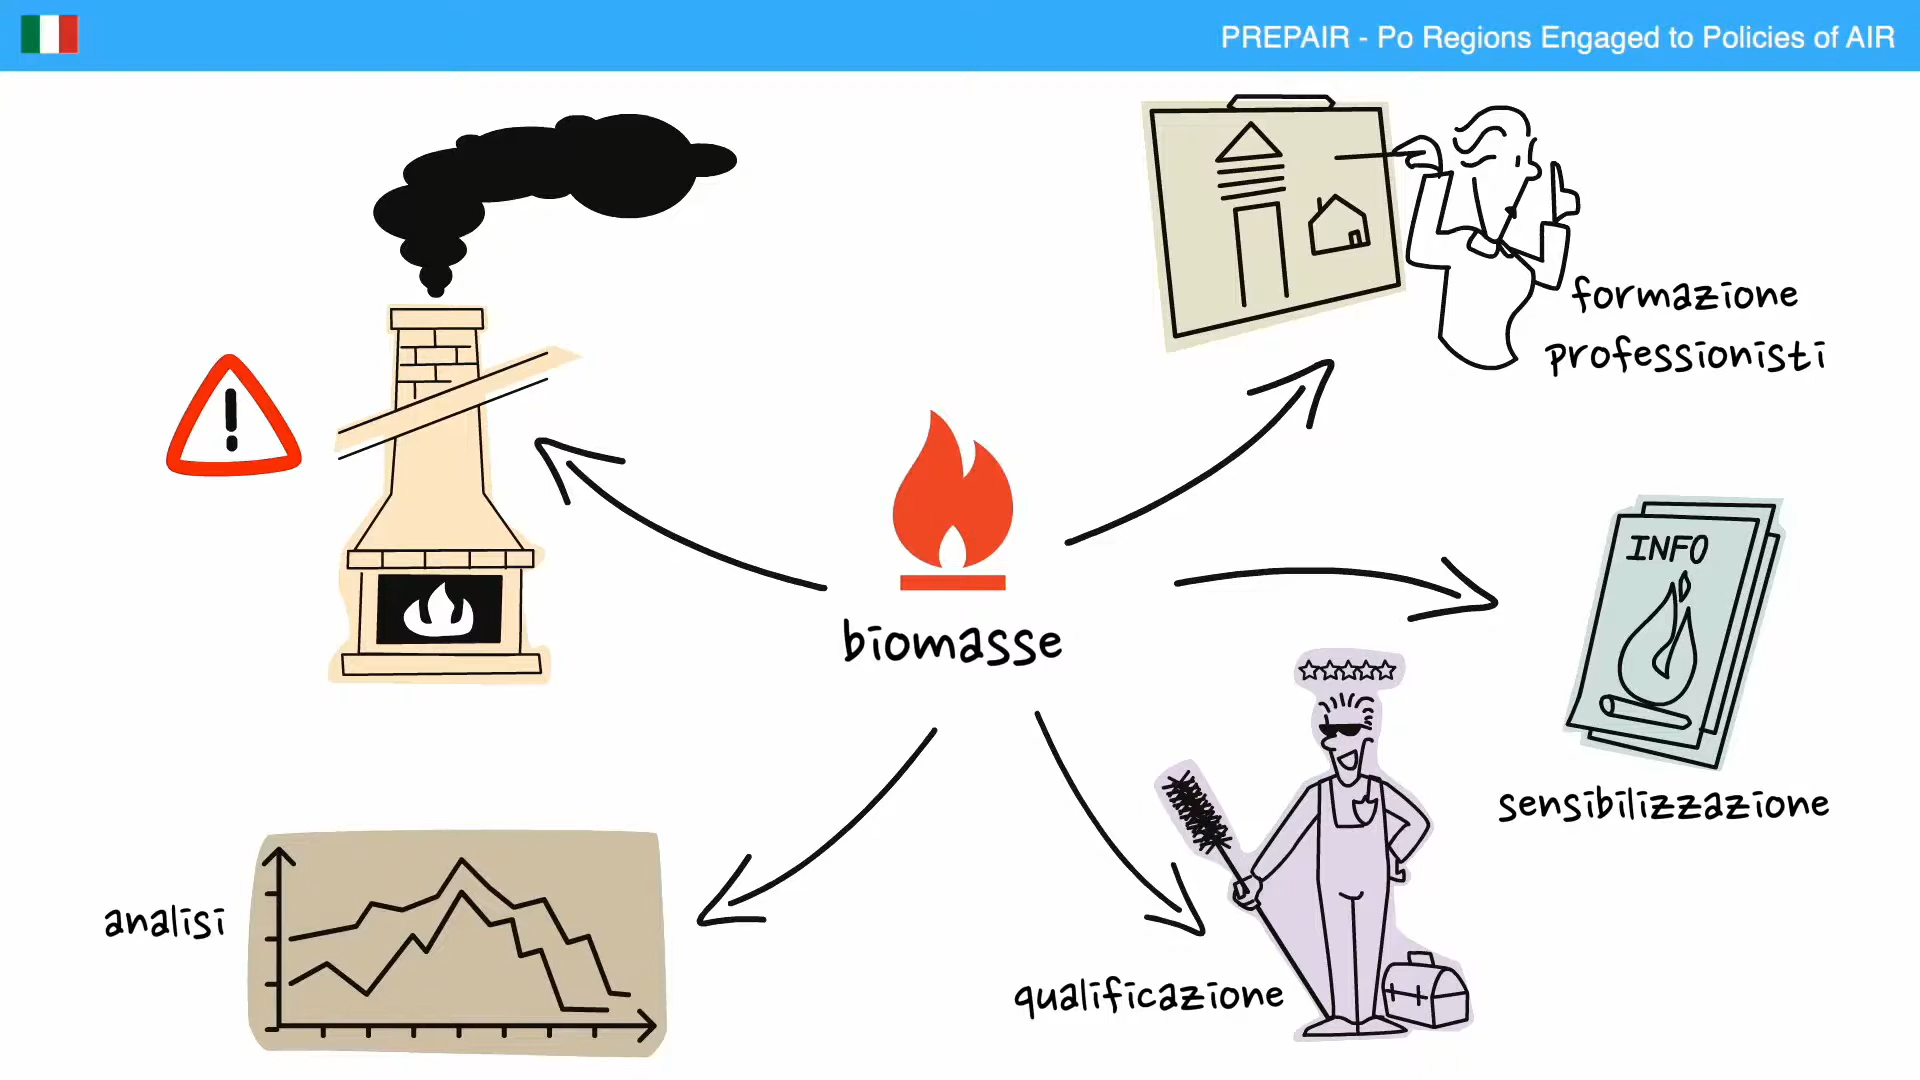 PREPAIR - Po Regions Engaged to Policies of AIR
formazione
professionisti
INFO
biomasse
sensibilizzazione
analisi
qualificazione